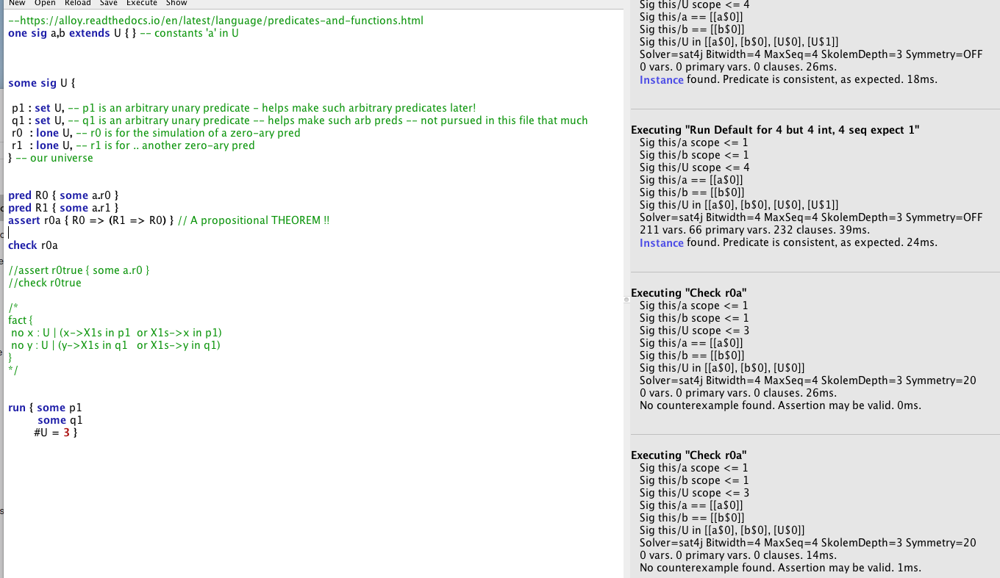 New Open Reload Save Execute Show
--https://alloy.readthedocs.io/en/latest/language/predicates-and-functions.html
one sig a,b extends U { } -- constants 'a' in U
some sig U {
p1 : set U, -- p1 is an arbitrary unary predicate - helps make such arbitrary predicates later!
q1 : set U, -- q1 is an arbitrary unary predicate -- helps make such arb preds -- not pursued in this file that much
r0 : lone U, -- r0 is for the simulation of a zero-ary pred
r1 : lone U, -- r1 is for .. another zero-ary pred
} -- our universe
pred R0 { some a.r0 }
pred R1 { some a.r1 }
assert r0a { R0 => (R1 => R0) } // A propositional THEOREM !!
check r0a
//assert r0true { some a.r0 }
//check r0true
/*
fact {
no x : U | (x->X1s in p1 or X1s->x in p1)
no y : U | (y->X1s in q1 or X1s->y in q1)
}
*/
run { some p1
some q1
#U = 3 }
Sig this/U scope <= 4
Sig this/a == [[a$0]]
Sig this/b == [[b$0]]
Sig this/U in [[a$0], [b$0], [U$0], [U$1]]
Solver=sat4j Bitwidth=4 MaxSeq=4 SkolemDepth=3 Symmetry=OFF
0 vars. 0 primary vars. 0 clauses. 26ms.
Instance found. Predicate is consistent, as expected. 18ms.
Executing "Run Default for 4 but 4 int, 4 seq expect 1"
Sig this/a scope <= 1
Sig this/b scope <= 1
Sig this/U scope <= 4
Sig this/a == [[a$0]]
Sig this/b == [[b$0]]
Sig this/U in [[a$0], [b$0], [U$0], [U$1]]
Solver=sat4j Bitwidth=4 MaxSeq=4 SkolemDepth=3 Symmetry=OFF
211 vars. 66 primary vars. 232 clauses. 39ms.
Instance found. Predicate is consistent, as expected. 24ms.
Executing "Check r0a"
Sig this/a scope <= 1
Sig this/b scope <= 1
Sig this/U scope <= 3
Sig this/a == [[a$0]]
Sig this/b == [[b$0]]
Sig this/U in [[a$0], [b$0], [U$0]]
Solver=sat4j Bitwidth=4 MaxSeq=4 SkolemDepth=3 Symmetry=20
0 vars. 0 primary vars. 0 clauses. 26ms.
No counterexample found. Assertion may be valid. 0ms.
Executing "Check r0a"
Sig this/a scope <= 1
Sig this/b scope <= 1
Sig this/U scope <= 3
Sig this/a == [[a$0]]
Sig this/b == [[b$0]]
Sig this/U in [[a$0], [b$0], [U$0]]
Solver=sat4j Bitwidth=4 MaxSeq=4 SkolemDepth=3 Symmetry=20
0 vars. 0 primary vars. 0 clauses. 14ms.
No counterexample found. Assertion may be valid. 1ms.